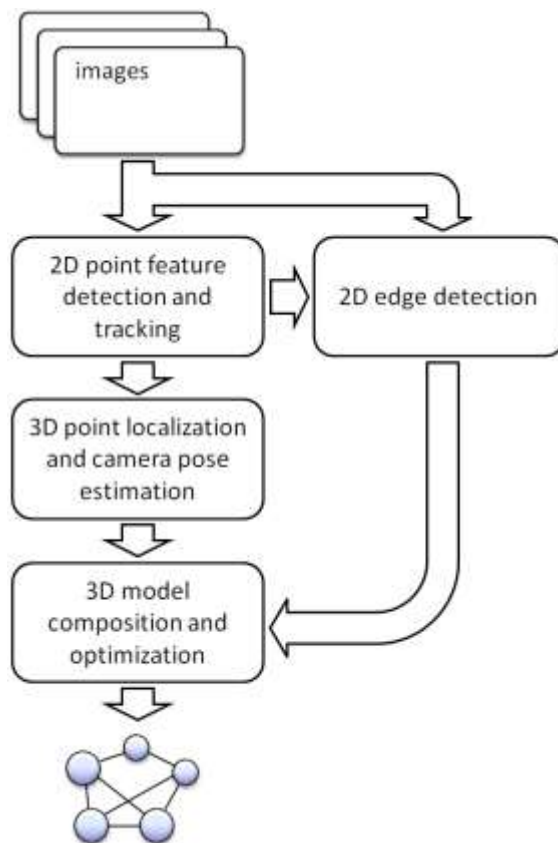 images
2D point feature
detection and
tracking
2D edge detection
3D point localization
and camera pose
estimation
3D model
composition and
optimization